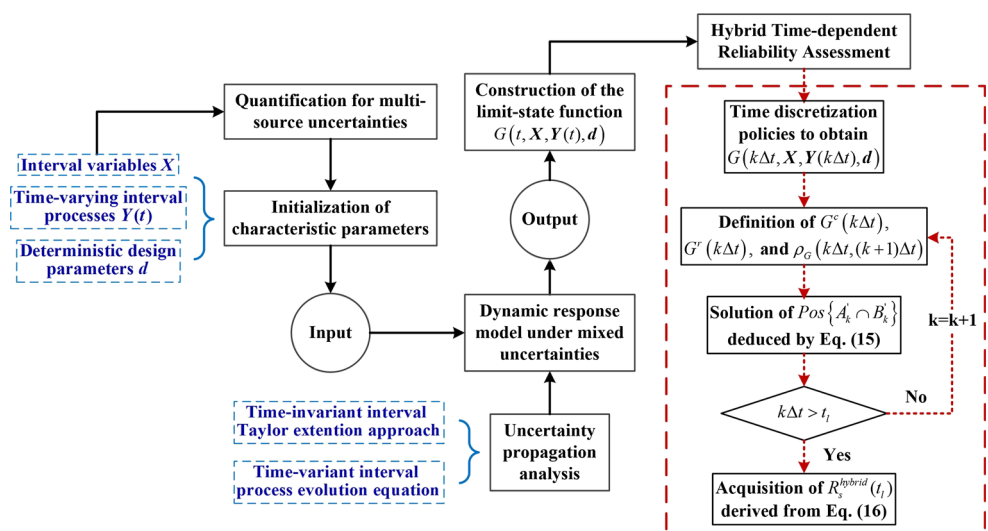 Interval variables X
Time-varying interval
processes Y(t)
Deterministic design
parameters d
Quantification for multi-
source uncertainties
Initialization of
characteristic parameters
Input
Time-invariant interval
Taylor extention approach
Time-variant interval
process evolution equation
Uncertainty
propagation
analysis
Dynamic response
model under mixed
uncertainties
Output
Construction of the
limit-state function
G(t, X, Y(t), d)
Hybrid Time-dependent
Reliability Assessment
Time discretization
policies to obtain
G(kΔt, X, Y(kΔt), d)
Definition of G^c(kΔt),
G^r(kΔt), and ρ_G(kΔt,(k+1)Δt)
Solution of Pos{A'_k ∩ B'_k}
deduced by Eq. (15)
k=k+1
kΔt > t_l
No
Yes
Acquisition of R_s^hybrid(t_l)
derived from Eq. (16)